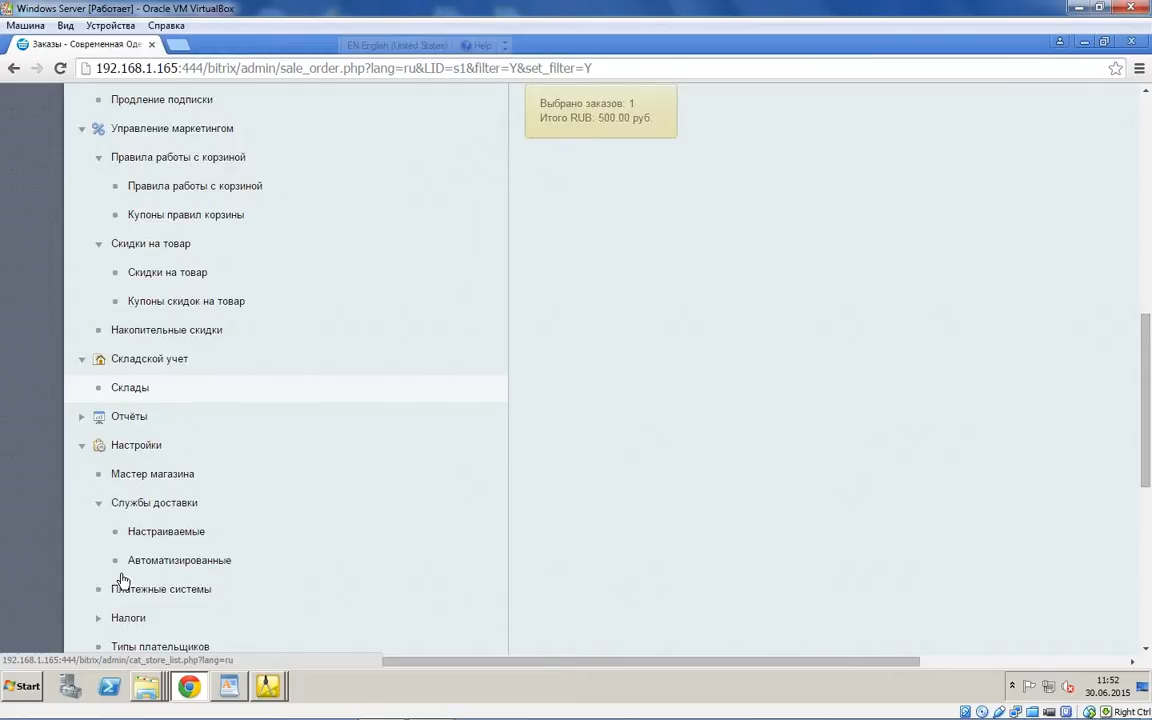 Windows Server [Работает] - Oracle VM VirtualBox
Машина Вид Устройства Справка
Заказы - Современная Оде
EN English (United States) Help
192.168.1.165:444/bitrix/admin/sale_order.php?lang=ru&LID=s1&filter=Y&set_filter=Y
Продление подписки
Выбрано заказов: 1
Итого RUB: 500.00 руб.
Управление маркетингом
Правила работы с корзиной
Правила работы с корзиной
Купоны правил корзины
Скидки на товар
Скидки на товар
Купоны скидок на товар
Накопительные скидки
Складской учет
Склады
Отчёты
Настройки
Мастер магазина
Службы доставки
Настраиваемые
Автоматизированные
Платежные системы
Налоги
Типы плательщиков
192.168.1.165:444/bitrix/admin/cat_store_list.php?lang=ru
Start
11:52
30.06.2015
Right Ctrl